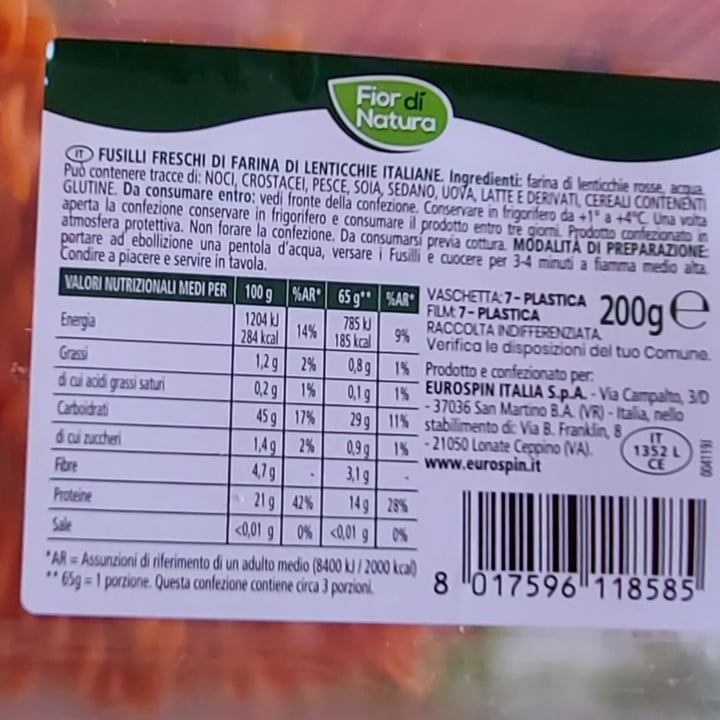 Fior di
Natura
IT FUSILLI FRESCHI DI FARINA DI LENTICCHIE ITALIANE. Ingredienti: farina di lenticchie rosse, acqua.
Può contenere tracce di: NOCI, CROSTACEI, PESCE, SOIA, SEDANO, UOVA, LATTE E DERIVATI, CEREALI CONTENENTI
GLUTINE. Da consumare entro: vedi fronte della confezione. Conservare in frigorifero da +1° a +4°C. Una volta
aperta la confezione conservare in frigorifero e consumare il prodotto entro tre giorni. Prodotto confezionato in
atmosfera protettiva. Non forare la confezione. Da consumarsi previa cottura. MODALITÀ DI PREPARAZIONE:
portare ad ebollizione una pentola d'acqua, versare i Fusilli e cuocere per 3-4 minuti a fiamma medio alta.
Condire a piacere e servire in tavola.
VALORI NUTRIZIONALI MEDI PER 100 g %AR* 65 g** %AR*
Energia 1204 kJ 284 kcal 14% 785 kJ 185 kcal 9%
Grassi 1,2 g 2% 0,8 g 1%
di cui acidi grassi saturi 0,2 g 1% 0,1 g 1%
Carboidrati 45 g 17% 29 g 11%
di cui zuccheri 1,4 g 2% 0,9 g 1%
Fibre 4,7 g - 3,1 g -
Proteine 21 g 42% 14 g 28%
Sale <0,01 g 0% <0,01 g 0%
*AR = Assunzioni di riferimento di un adulto medio (8400 kJ / 2000 kcal)
** 65g = 1 porzione. Questa confezione contiene circa 3 porzioni.
VASCHETTA: 7 - PLASTICA
FILM: 7 - PLASTICA
200g e
RACCOLTA INDIFFERENZIATA.
Verifica le disposizioni del tuo Comune.
Prodotto e confezionato per:
EUROSPIN ITALIA S.p.A. - Via Campalto, 3/D
- 37036 San Martino B.A. (VR) - Italia, nello
stabilimento di: Via B. Franklin, 8
- 21050 Lonate Ceppino (VA).
www.eurospin.it
IT
1352 L
CE
8 017596 118585